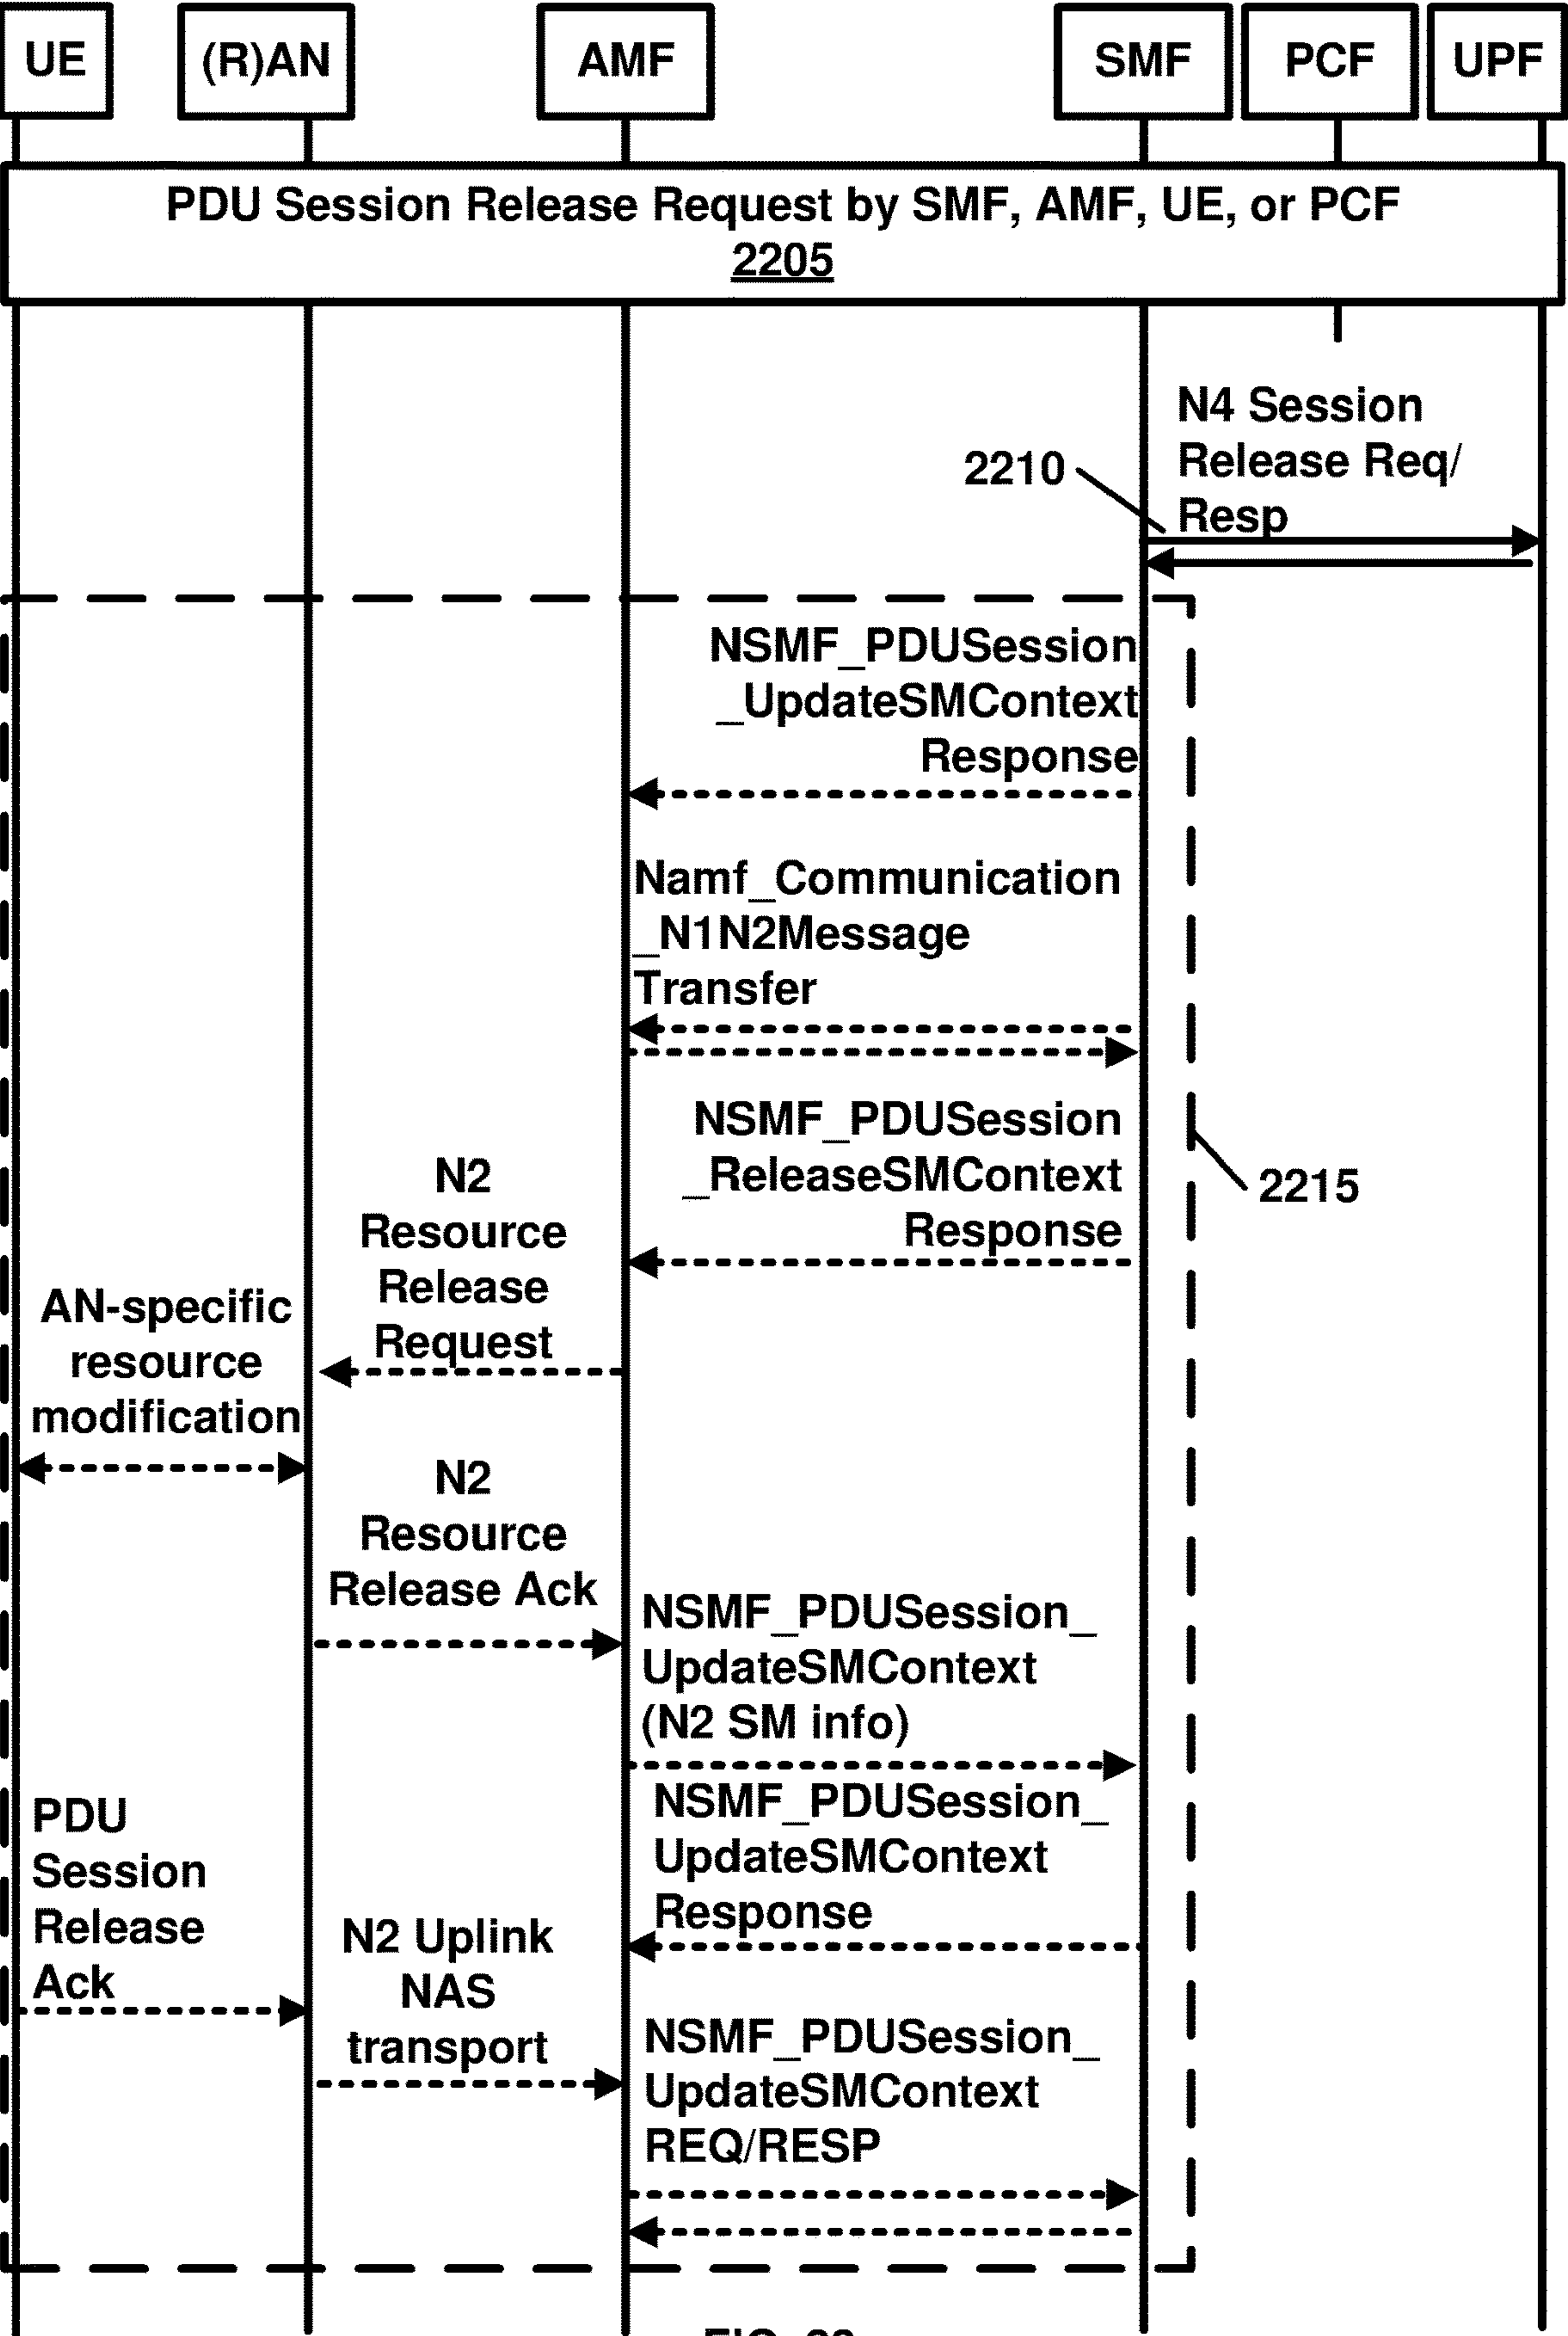 UE
(R)AN
AMF
SMF
PCF
UPF
PDU Session Release Request by SMF, AMF, UE, or PCF
2205
N4 Session
Release Req/
Resp
2210
NSMF_PDUSession
_UpdateSMContext
Response
Namf_Communication
_N1N2Message
Transfer
NSMF_PDUSession
_ReleaseSMContext
Response
2215
N2
Resource
Release
Request
AN-specific
resource
modification
N2
Resource
Release Ack
NSMF_PDUSession_
UpdateSMContext
(N2 SM info)
NSMF_PDUSession_
UpdateSMContext
Response
PDU
Session
Release
Ack
N2 Uplink
NAS
transport
NSMF_PDUSession_
UpdateSMContext
REQ/RESP